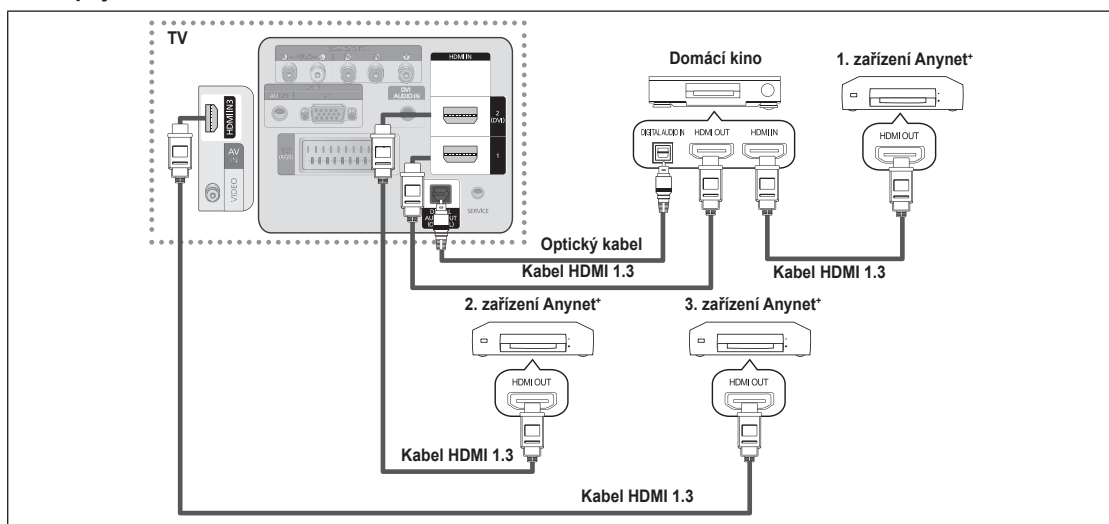 TV
HDMI IN3
AV IN
VIDEO
HDMI IN
DVI AUDIO IN
2 (DVI)
1
SERVICE
Domácí kino
1. zařízení Anynet+
DIGITAL AUDIO IN
HDMI OUT
HDMI IN
HDMI OUT
Optický kabel
Kabel HDMI 1.3
Kabel HDMI 1.3
2. zařízení Anynet+
3. zařízení Anynet+
HDMI OUT
HDMI OUT
Kabel HDMI 1.3
Kabel HDMI 1.3